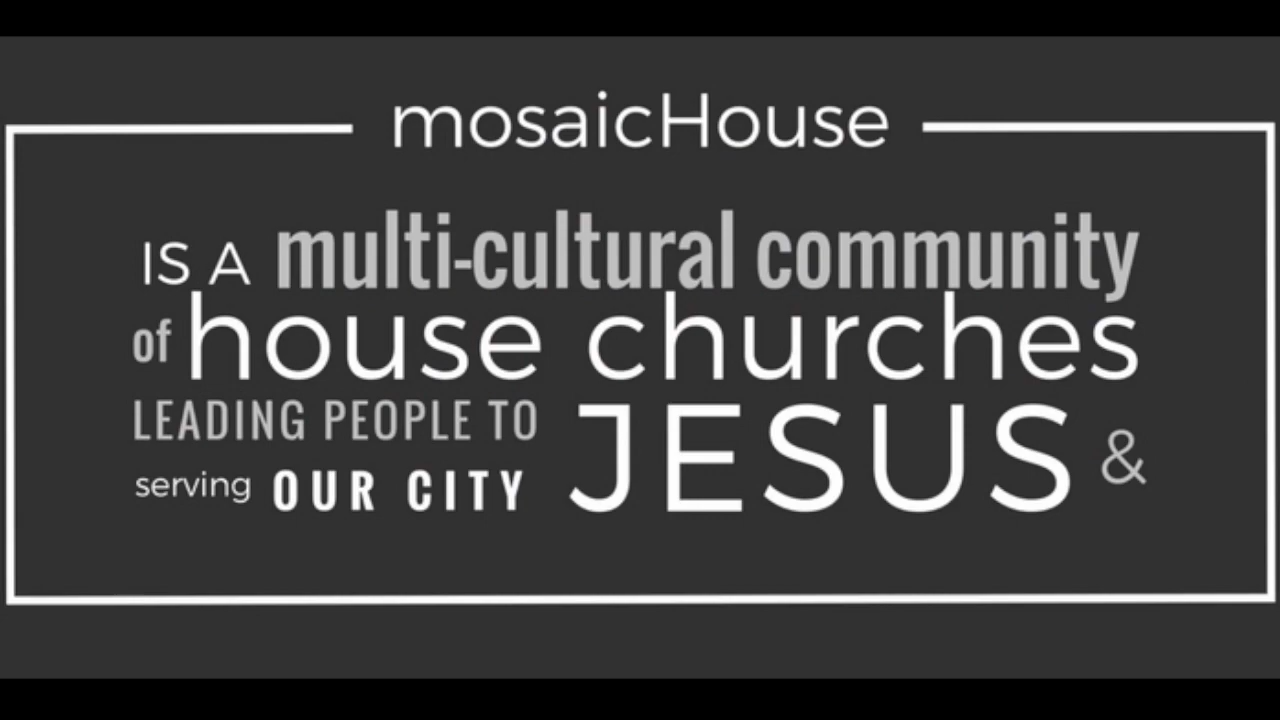 mosaicHouse
IS A multi-cultural community
of house churches
LEADING PEOPLE TO JESUS &
serving OUR CITY